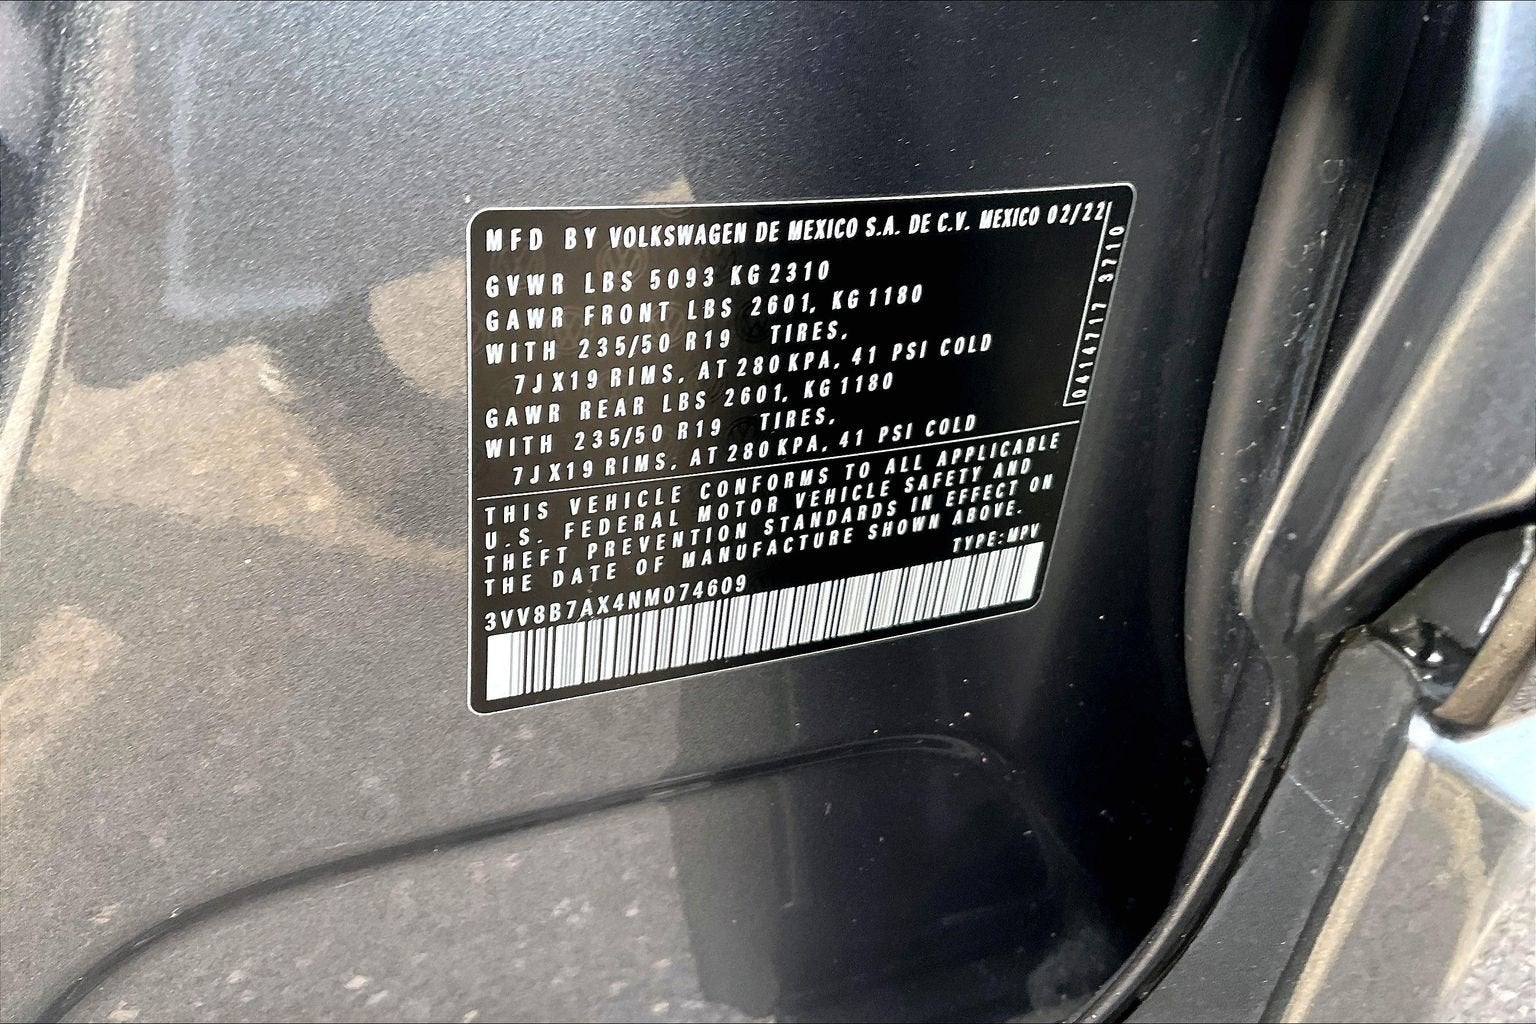 MFD BY VOLKSWAGEN DE MEXICO S.A. DE C.V. MEXICO 02/22
GVWR LBS 5093 KG 2310
GAWR FRONT LBS 2601, KG 1180
WITH 235/50 R19 TIRES,
7JX19 RIMS, AT 280 KPA, 41 PSI COLD
GAWR REAR LBS 2601, KG 1180
WITH 235/50 R19 TIRES,
7JX19 RIMS, AT 280 KPA, 41 PSI COLD
0414717 3710
THIS VEHICLE CONFORMS TO ALL APPLICABLE
U.S. FEDERAL MOTOR VEHICLE SAFETY AND
THEFT PREVENTION STANDARDS IN EFFECT ON
THE DATE OF MANUFACTURE SHOWN ABOVE.
3VV8B7AX4NM074609 TYPE:MPV